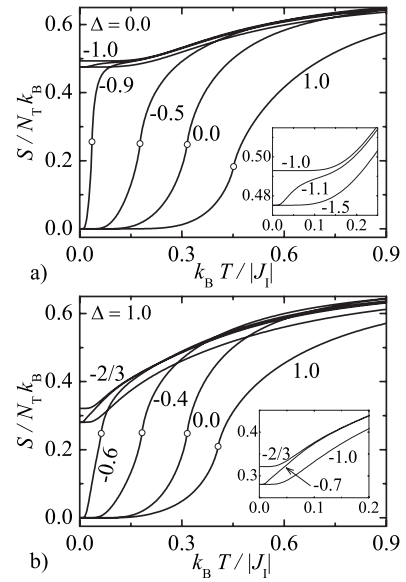 Δ = 0.0
-1.0
-0.9
-0.5
0.0
1.0
0.6
0.4
0.2
0.0
S / N_T k_B
0.50
0.48
-1.0
-1.1
-1.5
0.0 0.1 0.2
0.0 0.3 0.6 0.9
a)
k_B T / |J_I|
Δ = 1.0
-2/3
-0.6
-0.4
0.0
1.0
0.6
0.4
0.2
0.0
S / N_T k_B
0.4
0.3
-2/3
-1.0
-0.7
0.0 0.1 0.2
0.0 0.3 0.6 0.9
b)
k_B T / |J_I|